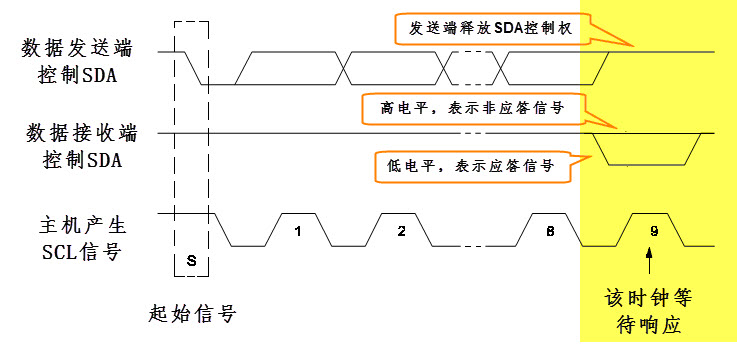 发送端释放SDA控制权
数据发送端
控制SDA
高电平，表示非应答信号
数据接收端
控制SDA
低电平，表示应答信号
主机产生
SCL信号
1
2
8
9
S
起始信号
该时钟等
待响应